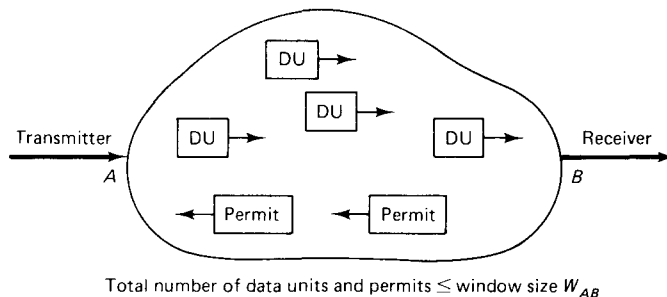 DU
DU
Transmitter
DU
DU
Receiver
A
B
Permit
Permit
Total number of data units and permits ≤ window size W_AB